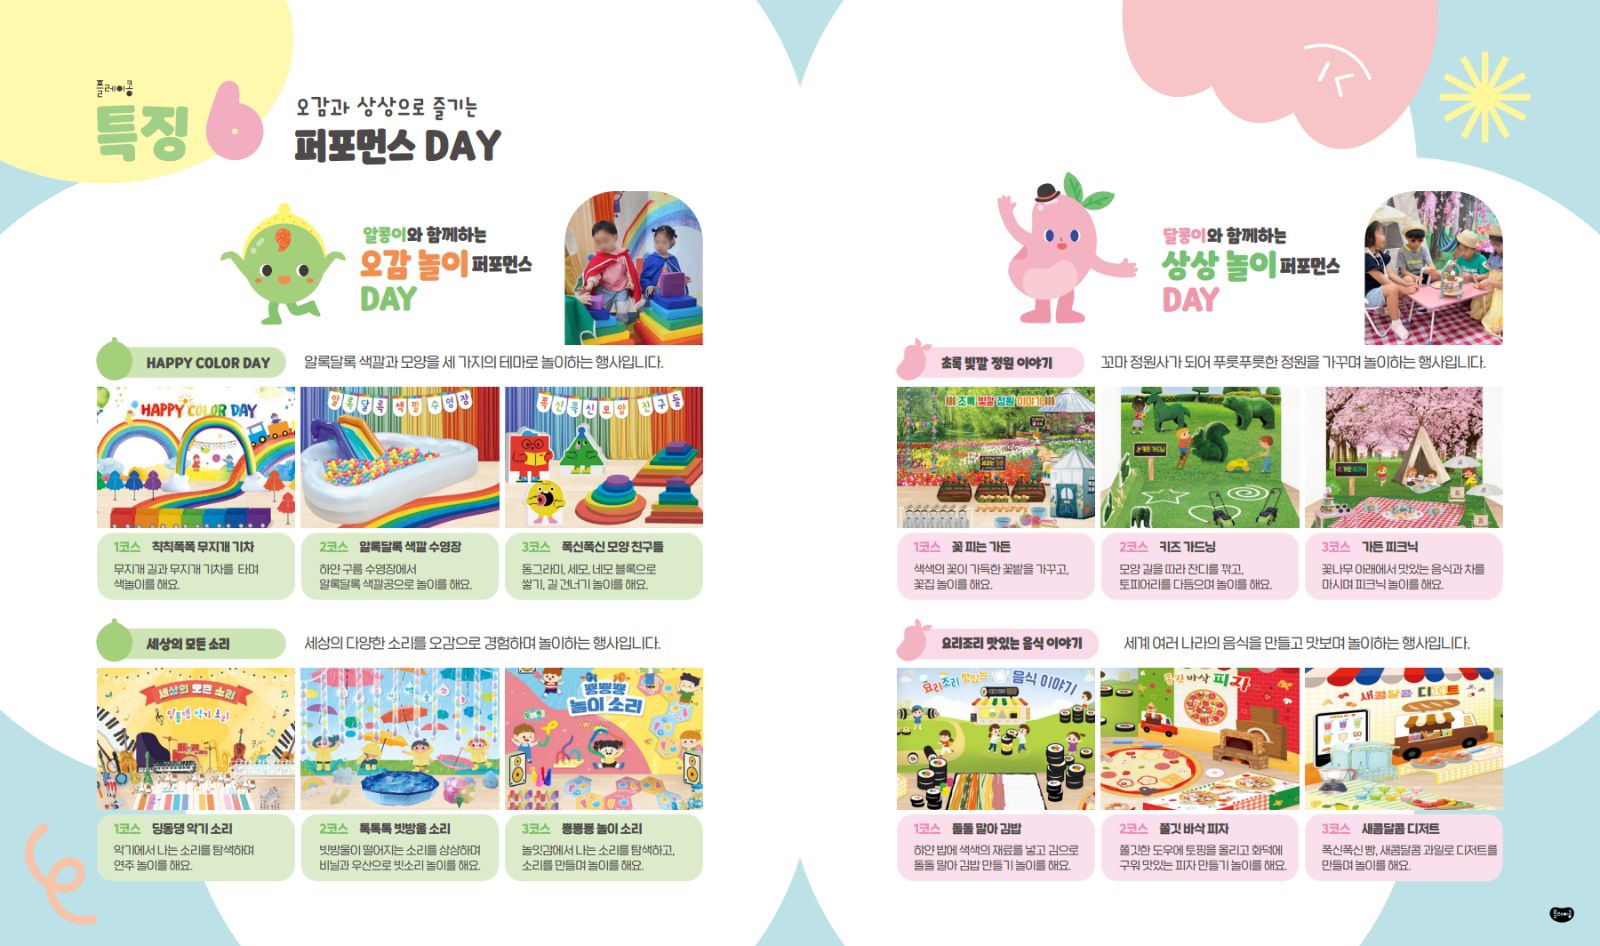 플레이콩
특징 6
오감과 상상으로 즐기는
퍼포먼스 DAY
알콩이와 함께하는
오감 놀이 퍼포먼스
DAY
HAPPY COLOR DAY
알록달록 색깔과 모양을 세 가지의 테마로 놀이하는 행사입니다.
HAPPY COLOR DAY
알록달록 색깔 수영장
폭신폭신 모양 친구들
1코스 칙칙폭폭 무지개 기차
무지개 길과 무지개 기차를 타며
색놀이를 해요.
2코스 알록달록 색깔 수영장
하얀 구름 수영장에서
알록달록 색깔공으로 놀이를 해요.
3코스 폭신폭신 모양 친구들
동그라미, 세모, 네모 블록으로
쌓기, 길 건너기 놀이를 해요.
세상의 모든 소리
세상의 다양한 소리를 오감으로 경험하며 놀이하는 행사입니다.
세상의 모든 소리
딩동댕 악기 소리
뿅뿅뿅
놀이 소리
1코스 딩동댕 악기 소리
악기에서 나는 소리를 탐색하며
연주 놀이를 해요.
2코스 톡톡톡 빗방울 소리
빗방울이 떨어지는 소리를 상상하며
비닐과 우산으로 빗소리 놀이를 해요.
3코스 뿅뿅뿅 놀이 소리
놀잇감에서 나는 소리를 탐색하고,
소리를 만들며 놀이를 해요.
달콩이와 함께하는
상상 놀이 퍼포먼스
DAY
초록 빛깔 정원 이야기
꼬마 정원사가 되어 푸릇푸릇한 정원을 가꾸며 놀이하는 행사입니다.
초록 빛깔 정원 이야기
꽃피는 가든
키즈 가드닝
가든 피크닉
1코스 꽃 피는 가든
색색의 꽃이 가득한 꽃밭을 가꾸고,
꽃집 놀이를 해요.
2코스 키즈 가드닝
모양 길을 따라 잔디를 깎고,
토피어리를 다듬으며 놀이를 해요.
3코스 가든 피크닉
꽃나무 아래에서 맛있는 음식과 차를
마시며 피크닉 놀이를 해요.
요리조리 맛있는 음식 이야기
세계 여러 나라의 음식을 만들고 맛보며 놀이하는 행사입니다.
요리조리 맛있는 음식 이야기
쫄깃 바삭 피자
새콤달콤 디저트
1코스 돌돌 말아 김밥
하얀 밥에 색색의 재료를 넣고 김으로
돌돌 말아 김밥 만들기 놀이를 해요.
2코스 쫄깃 바삭 피자
쫄깃한 도우에 토핑을 올리고 화덕에
구워 맛있는 피자 만들기 놀이를 해요.
3코스 새콤달콤 디저트
폭신폭신 빵, 새콤달콤 과일로 디저트를
만들며 놀이를 해요.
플레이콩